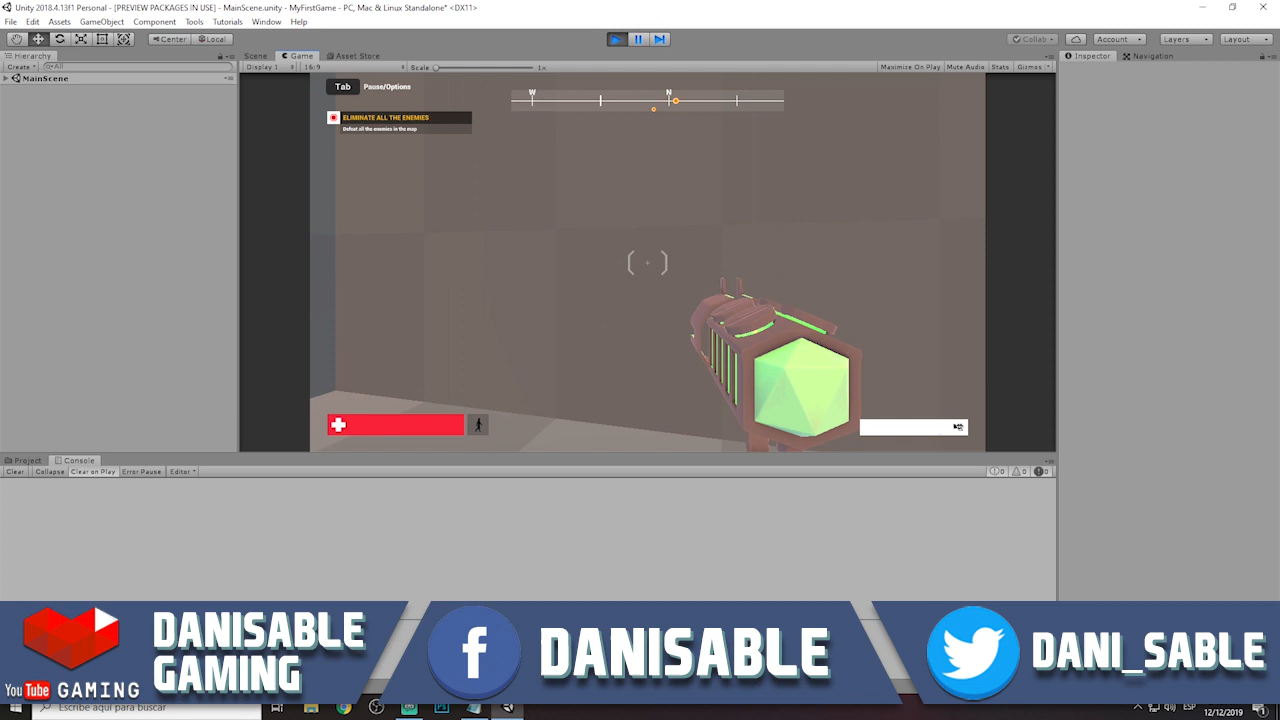 Unity 2018.4.13f1 Personal - [PREVIEW PACKAGES IN USE] - MainScene.unity - MyFirstGame - PC, Mac & Linux Standalone* <DX11>
File Edit Assets GameObject Component Tools Tutorials Window Help
Center Local Collab Account Layers Layout
Hierarchy Scene Game Asset Store Inspector Navigation
Create All Display 1 16:9 Scale 1x Maximize On Play Mute Audio Stats Gizmos
MainScene
Tab Pause/Options
W N
ELIMINATE ALL THE ENEMIES
Defeat all the enemies in the map
Project Console
Clear Collapse Clear on Play Error Pause Editor 0 0 0
DANISABLE
GAMING
YouTube GAMING
f DANISABLE
DANI_SABLE
Escribe aquí para buscar
ESP
12/12/2019
1